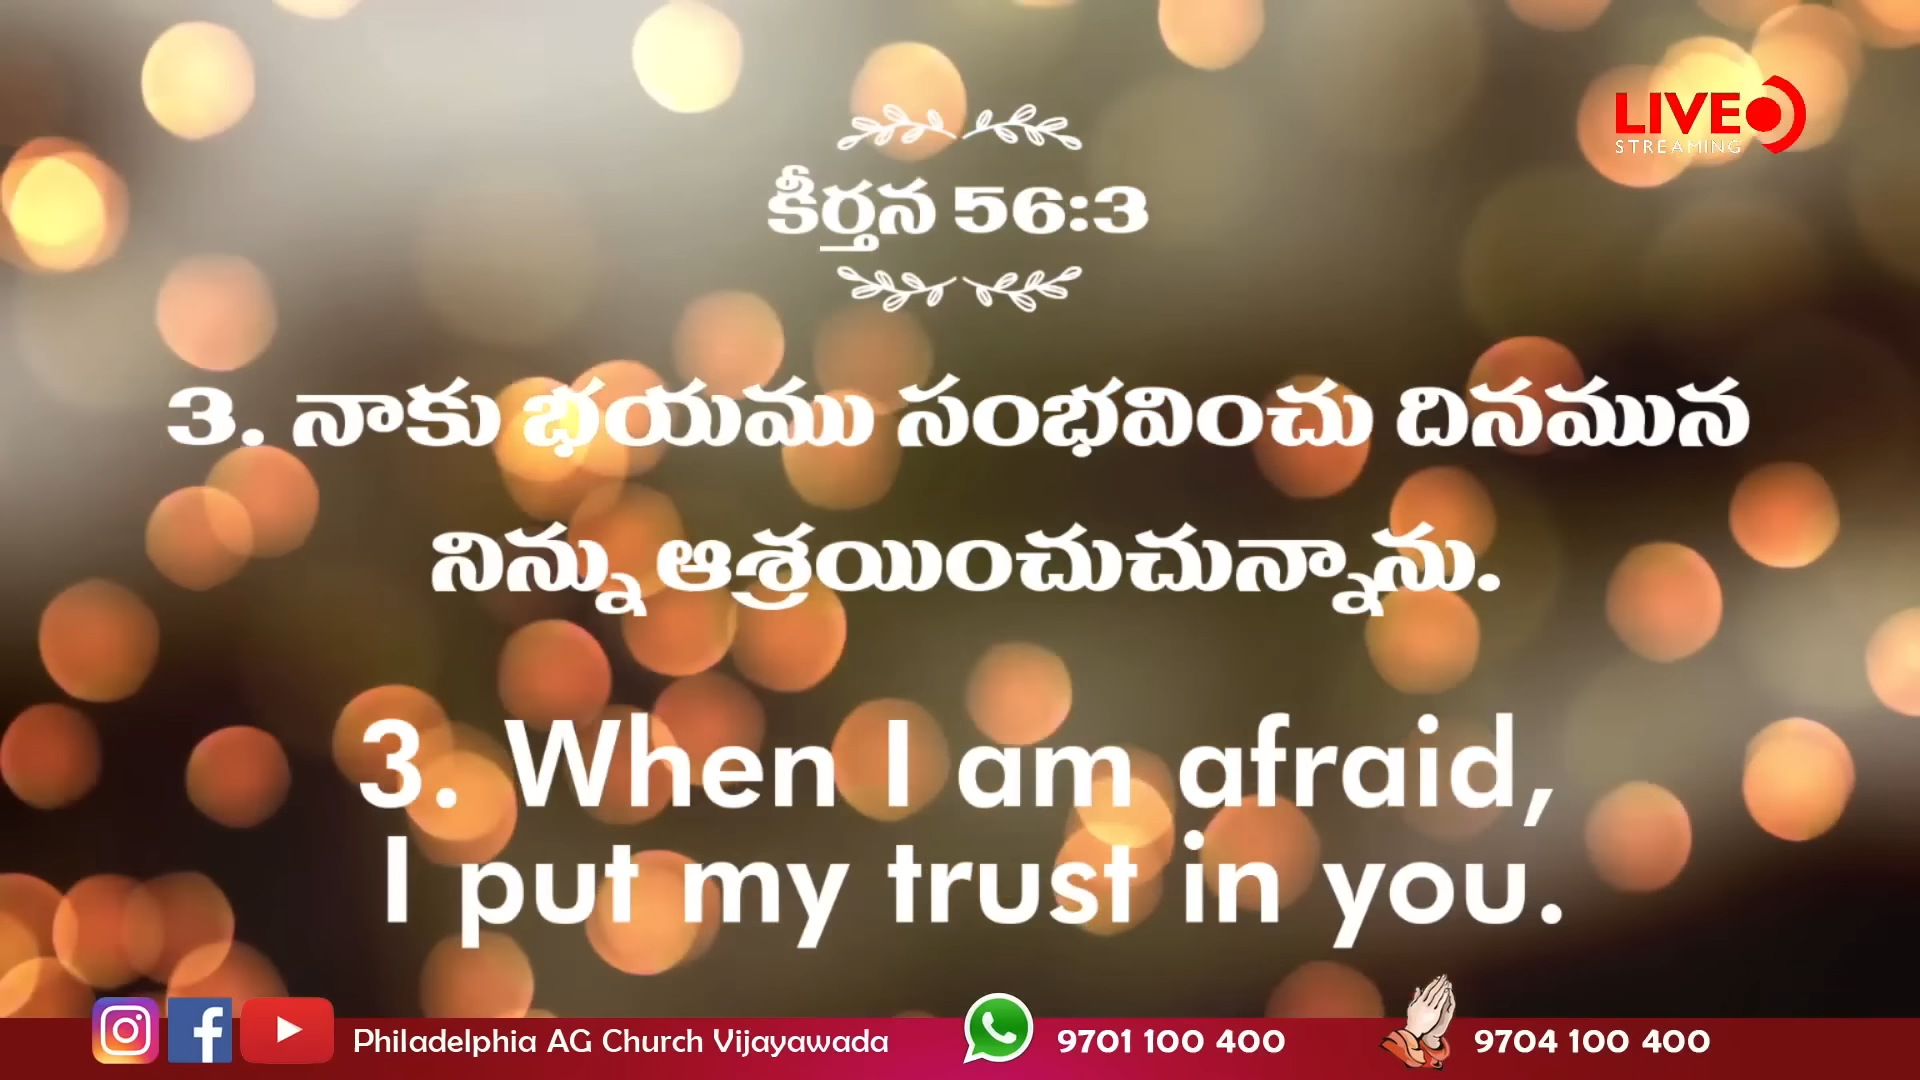 LIVE
STREAMING
కీర్తన 56:3
3. నాకు భయము సంభవించు దినమున
నిన్ను ఆశ్రయించుచున్నాను.
3. When I am afraid,
I put my trust in you.
Philadelphia AG Church Vijayawada 9701 100 400 9704 100 400